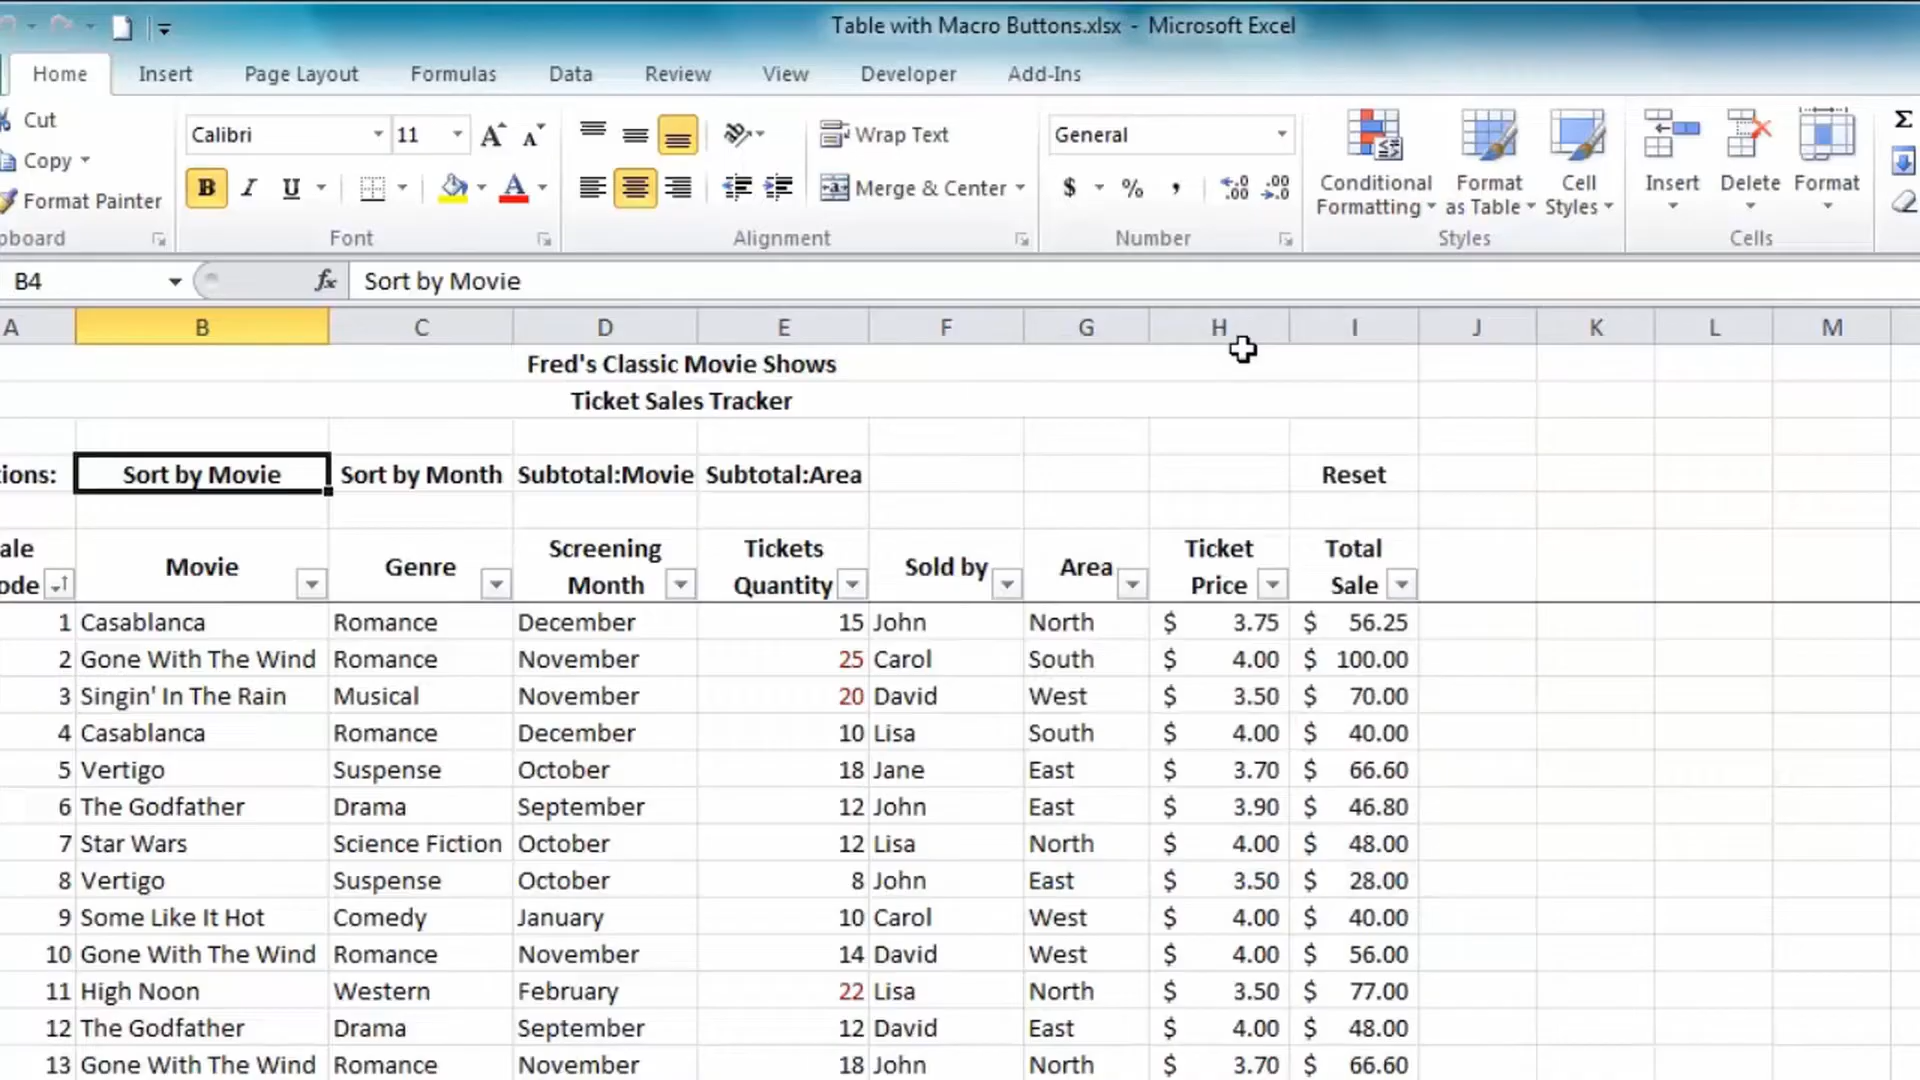 Table with Macro Buttons.xlsx - Microsoft Excel
Home Insert Page Layout Formulas Data Review View Developer Add-Ins
Cut
Copy
Format Painter
pboard
Calibri 11
B I U
Font
Wrap Text
Merge & Center
Alignment
General
$ % ,
Number
Conditional Formatting
Format as Table
Cell Styles
Styles
Insert Delete Format
Cells
Σ
B4 fx Sort by Movie
A B C D E F G H I J K L M
Fred's Classic Movie Shows
Ticket Sales Tracker
ions: Sort by Movie Sort by Month Subtotal:Movie Subtotal:Area Reset
ale Screening Tickets Ticket Total
Movie Genre Sold by Area
ode Month Quantity Price Sale
1 Casablanca Romance December 15 John North $ 3.75 $ 56.25
2 Gone With The Wind Romance November 25 Carol South $ 4.00 $ 100.00
3 Singin' In The Rain Musical November 20 David West $ 3.50 $ 70.00
4 Casablanca Romance December 10 Lisa South $ 4.00 $ 40.00
5 Vertigo Suspense October 18 Jane East $ 3.70 $ 66.60
6 The Godfather Drama September 12 John East $ 3.90 $ 46.80
7 Star Wars Science Fiction October 12 Lisa North $ 4.00 $ 48.00
8 Vertigo Suspense October 8 John East $ 3.50 $ 28.00
9 Some Like It Hot Comedy January 10 Carol West $ 4.00 $ 40.00
10 Gone With The Wind Romance November 14 David West $ 4.00 $ 56.00
11 High Noon Western February 22 Lisa North $ 3.50 $ 77.00
12 The Godfather Drama September 12 David East $ 4.00 $ 48.00
13 Gone With The Wind Romance November 18 John North $ 3.70 $ 66.60